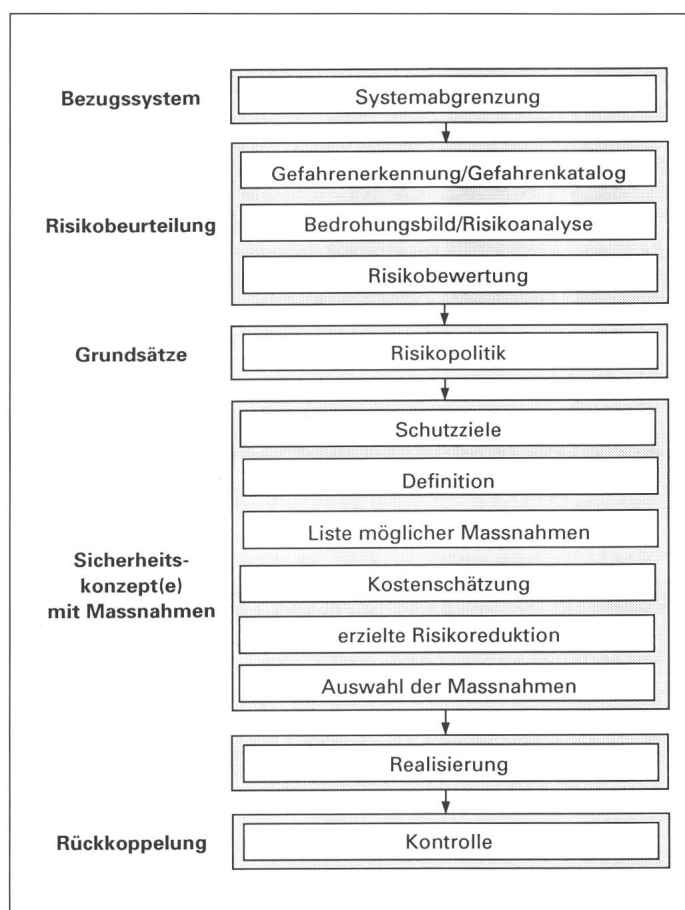 Bezugssystem
Systemabgrenzung
Gefahrenerkennung/Gefahrenkatalog
Risikobeurteilung
Bedrohungsbild/Risikoanalyse
Risikobewertung
Grundsätze
Risikopolitik
Schutzziele
Definition
Liste möglicher Massnahmen
Sicherheits-
konzept(e)
mit Massnahmen
Kostenschätzung
erzielte Risikoreduktion
Auswahl der Massnahmen
Realisierung
Rückkoppelung
Kontrolle